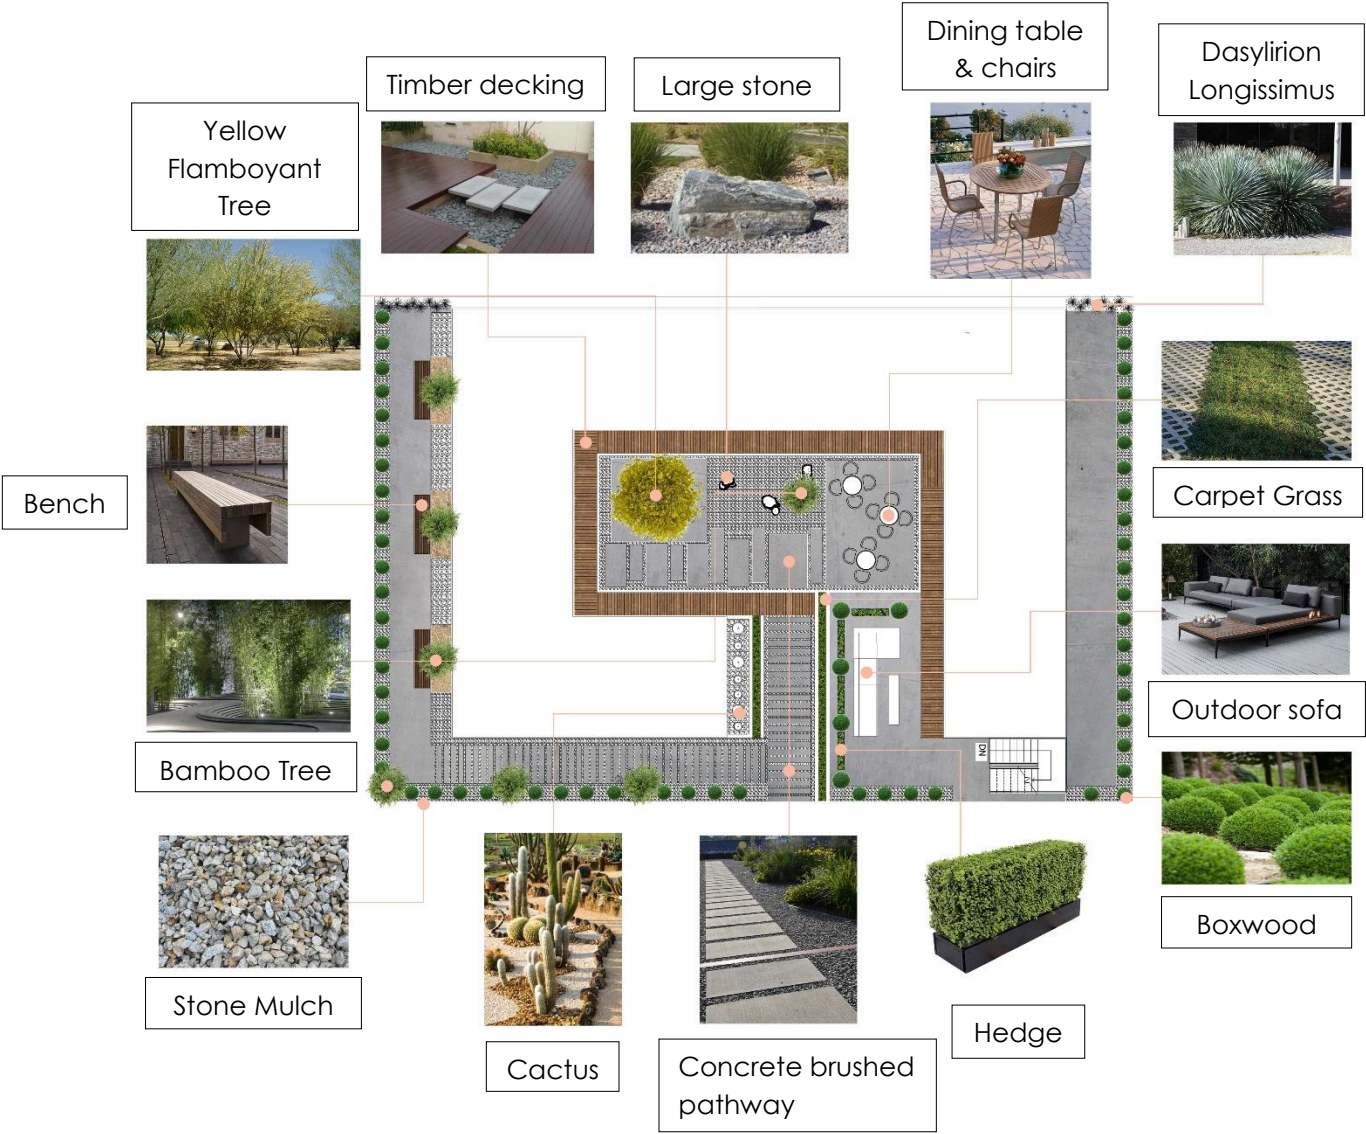 Dining table
& chairs
Dasylirion
Longissimus
Timber decking
Large stone
Yellow
Flamboyant
Tree
Bench
Carpet Grass
Outdoor sofa
Bamboo Tree
DN
Boxwood
Stone Mulch
Cactus
Concrete brushed
pathway
Hedge